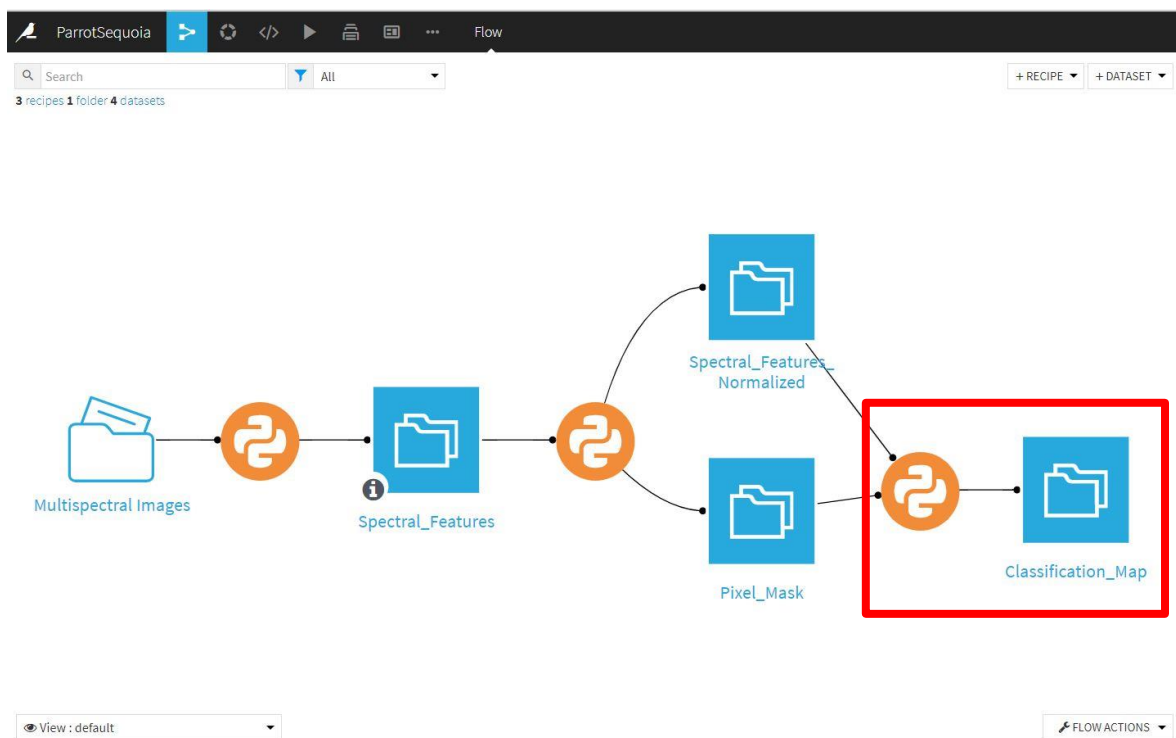 ParrotSequoia
Flow
Search
All
+ RECIPE
+ DATASET
3 recipes 1 folder 4 datasets
Spectral_Features_
Normalized
Multispectral Images
Spectral_Features
Pixel_Mask
Classification_Map
View : default
FLOW ACTIONS